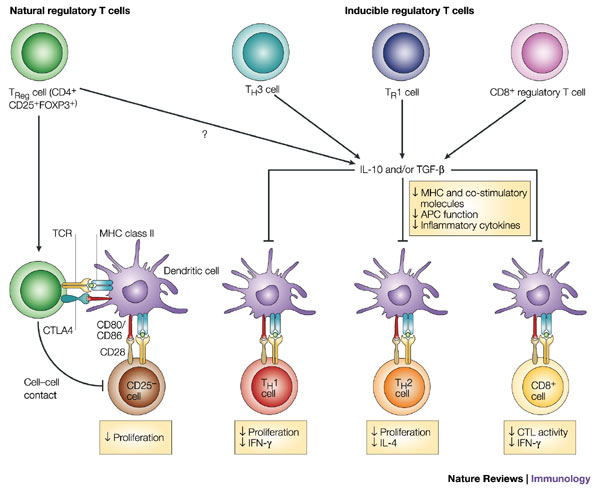 Natural regulatory T cells
Inducible regulatory T cells
TReg cell (CD4+
CD25+FOXP3+)
TH3 cell
TR1 cell
CD8+ regulatory T cell
?
IL-10 and/or TGF-β
↓ MHC and co-stimulatory
molecules
↓ APC function
↓ Inflammatory cytokines
TCR
MHC class II
Dendritic cell
CTLA4
CD80/
CD86
CD28
Cell–cell
contact
CD25–
cell
TH1
cell
TH2
cell
CD8+
cell
↓ Proliferation
↓ Proliferation
↓ IFN-γ
↓ Proliferation
↓ IL-4
↓ CTL activity
↓ IFN-γ
Nature Reviews | Immunology